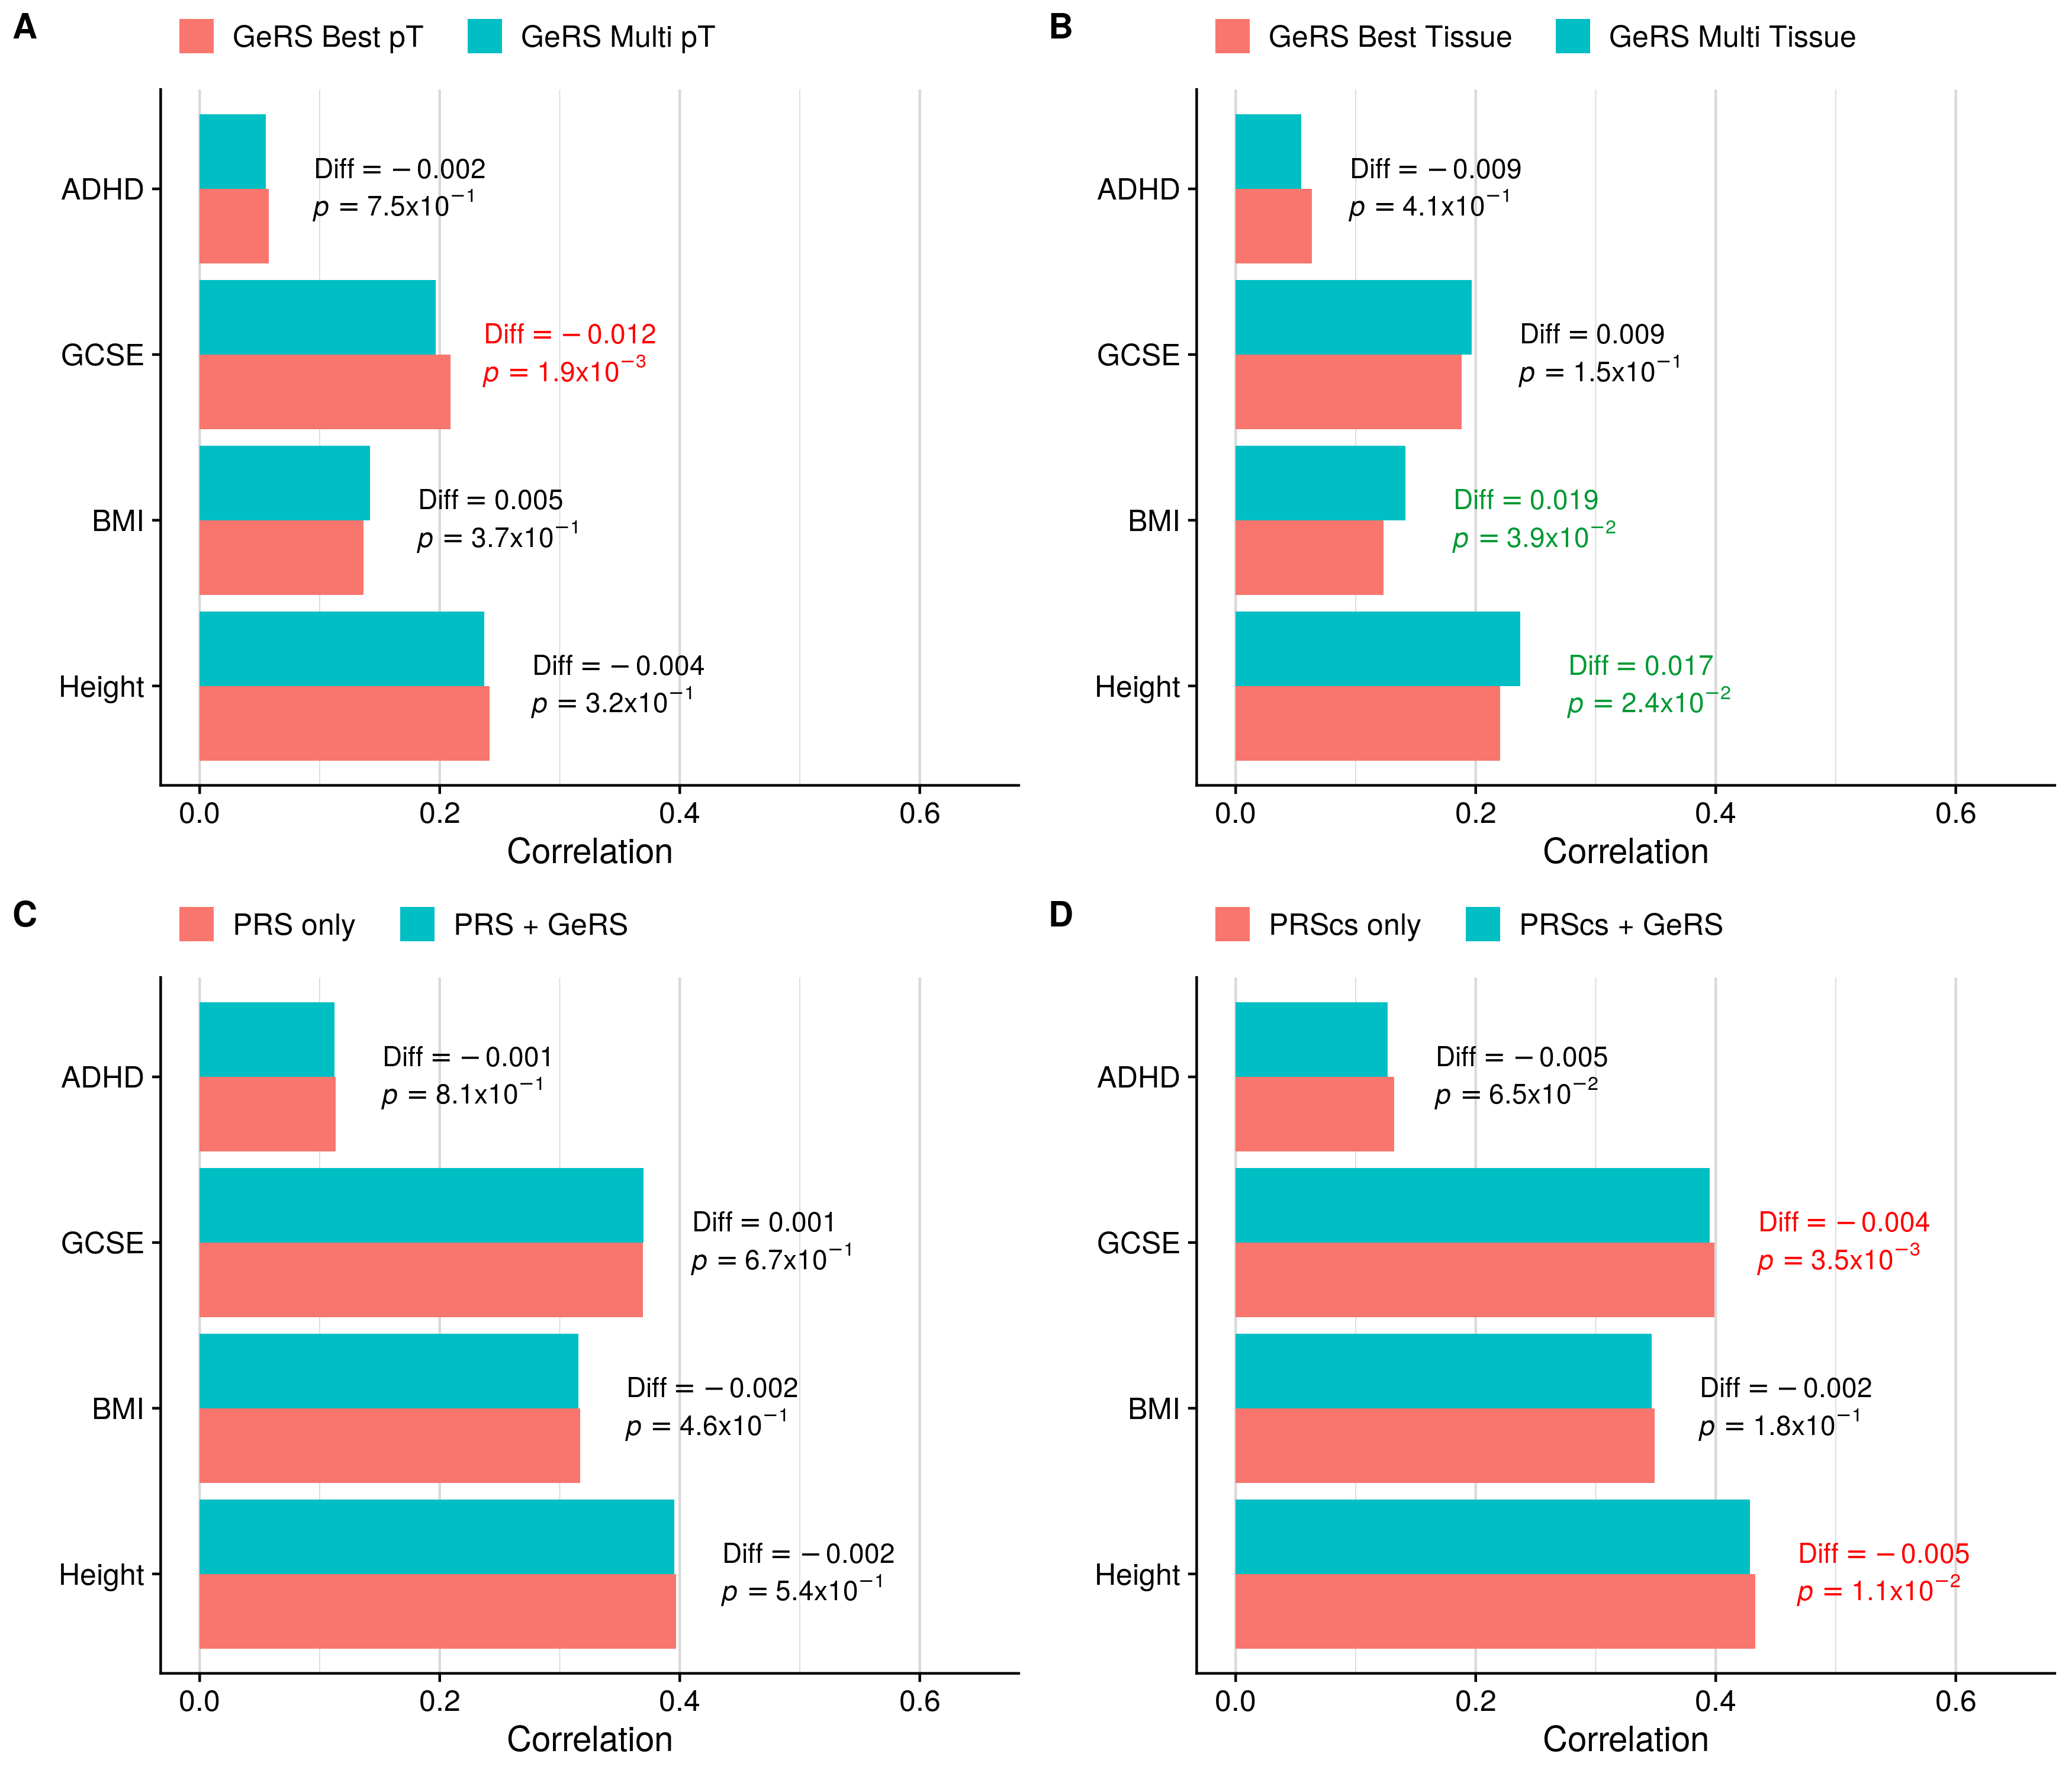 A
GeRS Best pT GeRS Multi pT
ADHD
Diff = −0.002
p = 7.5x10⁻¹
GCSE
Diff = −0.012
p = 1.9x10⁻³
BMI
Diff = 0.005
p = 3.7x10⁻¹
Height
Diff = −0.004
p = 3.2x10⁻¹
0.0 0.2 0.4 0.6
Correlation
B
GeRS Best Tissue GeRS Multi Tissue
ADHD
Diff = −0.009
p = 4.1x10⁻¹
GCSE
Diff = 0.009
p = 1.5x10⁻¹
BMI
Diff = 0.019
p = 3.9x10⁻²
Height
Diff = 0.017
p = 2.4x10⁻²
0.0 0.2 0.4 0.6
Correlation
C
PRS only PRS + GeRS
ADHD
Diff = −0.001
p = 8.1x10⁻¹
GCSE
Diff = 0.001
p = 6.7x10⁻¹
BMI
Diff = −0.002
p = 4.6x10⁻¹
Height
Diff = −0.002
p = 5.4x10⁻¹
0.0 0.2 0.4 0.6
Correlation
D
PRScs only PRScs + GeRS
ADHD
Diff = −0.005
p = 6.5x10⁻²
GCSE
Diff = −0.004
p = 3.5x10⁻³
BMI
Diff = −0.002
p = 1.8x10⁻¹
Height
Diff = −0.005
p = 1.1x10⁻²
0.0 0.2 0.4 0.6
Correlation